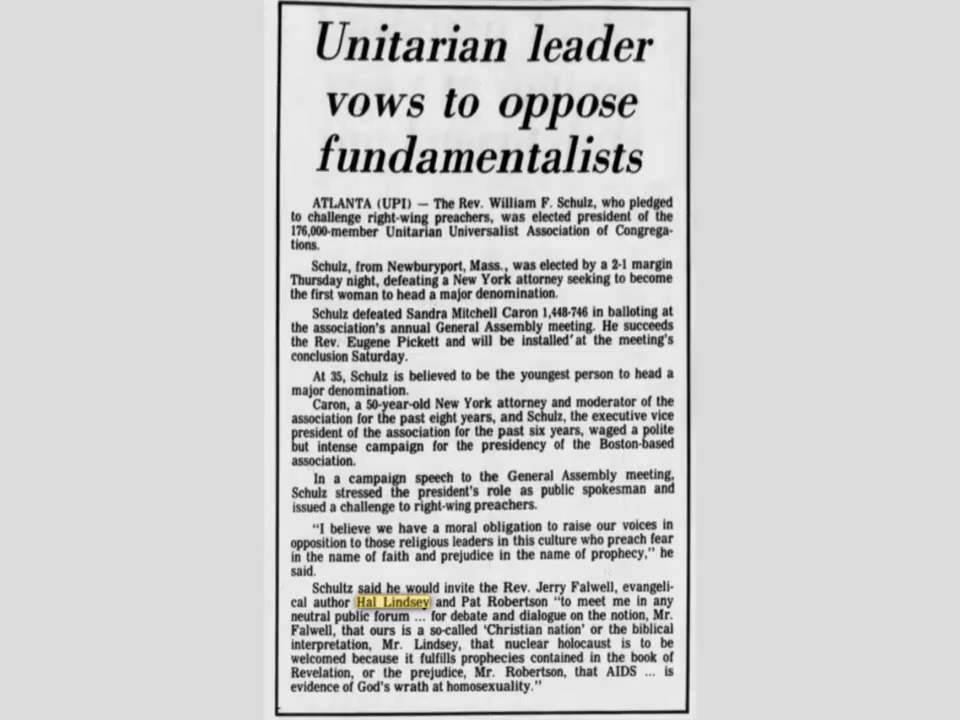 Unitarian leader
vows to oppose
fundamentalists
ATLANTA (UPI) — The Rev. William F. Schulz, who pledged
to challenge right-wing preachers, was elected president of the
176,000-member Unitarian Universalist Association of Congrega-
tions.
Schulz, from Newburyport, Mass., was elected by a 2-1 margin
Thursday night, defeating a New York attorney seeking to become
the first woman to head a major denomination.
Schulz defeated Sandra Mitchell Caron 1,448-746 in balloting at
the association's annual General Assembly meeting. He succeeds
the Rev. Eugene Pickett and will be installed at the meeting's
conclusion Saturday.
At 35, Schulz is believed to be the youngest person to head a
major denomination.
Caron, a 50-year-old New York attorney and moderator of the
association for the past eight years, and Schulz, the executive vice
president of the association for the past six years, waged a polite
but intense campaign for the presidency of the Boston-based
association.
In a campaign speech to the General Assembly meeting,
Schulz stressed the president's role as public spokesman and
issued a challenge to right-wing preachers.
"I believe we have a moral obligation to raise our voices in
opposition to those religious leaders in this culture who preach fear
in the name of faith and prejudice in the name of prophecy," he
said.
Schultz said he would invite the Rev. Jerry Falwell, evangeli-
cal author Hal Lindsey and Pat Robertson "to meet me in any
neutral public forum ... for debate and dialogue on the notion, Mr.
Falwell, that ours is a so-called 'Christian nation' or the biblical
interpretation, Mr. Lindsey, that nuclear holocaust is to be
welcomed because it fulfills prophecies contained in the book of
Revelation, or the prejudice, Mr. Robertson, that AIDS ... is
evidence of God's wrath at homosexuality."